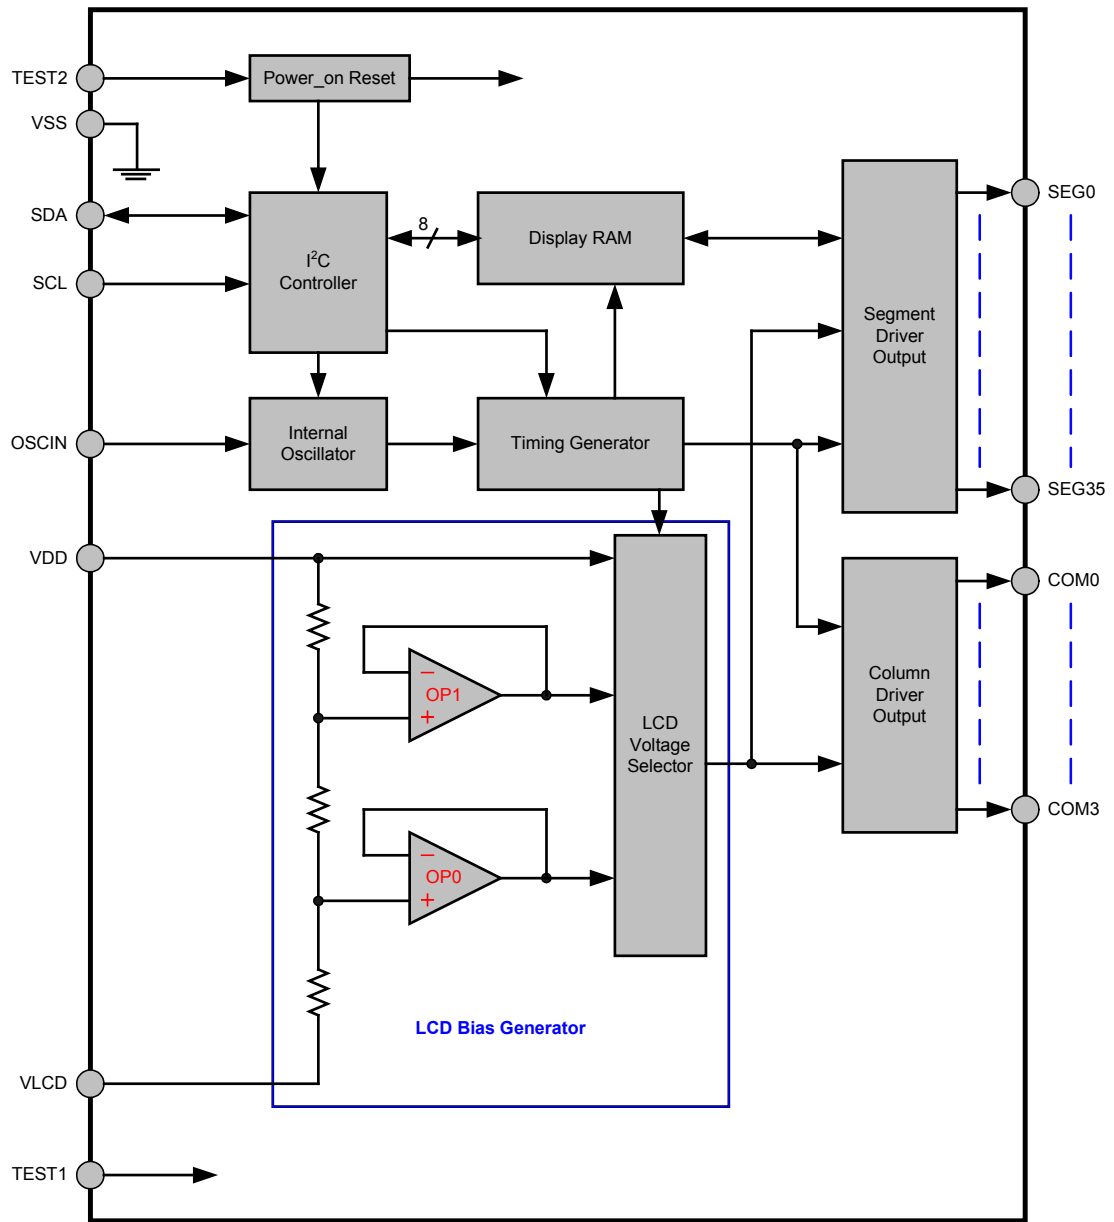 TEST2
Power_on Reset
VSS
SDA
SCL
I²C
Controller
8
Display RAM
Segment
Driver
Output
SEG0
SEG35
OSCIN
Internal
Oscillator
Timing Generator
VDD
OP1
−
+
OP0
−
+
LCD
Voltage
Selector
Column
Driver
Output
COM0
COM3
LCD Bias Generator
VLCD
TEST1